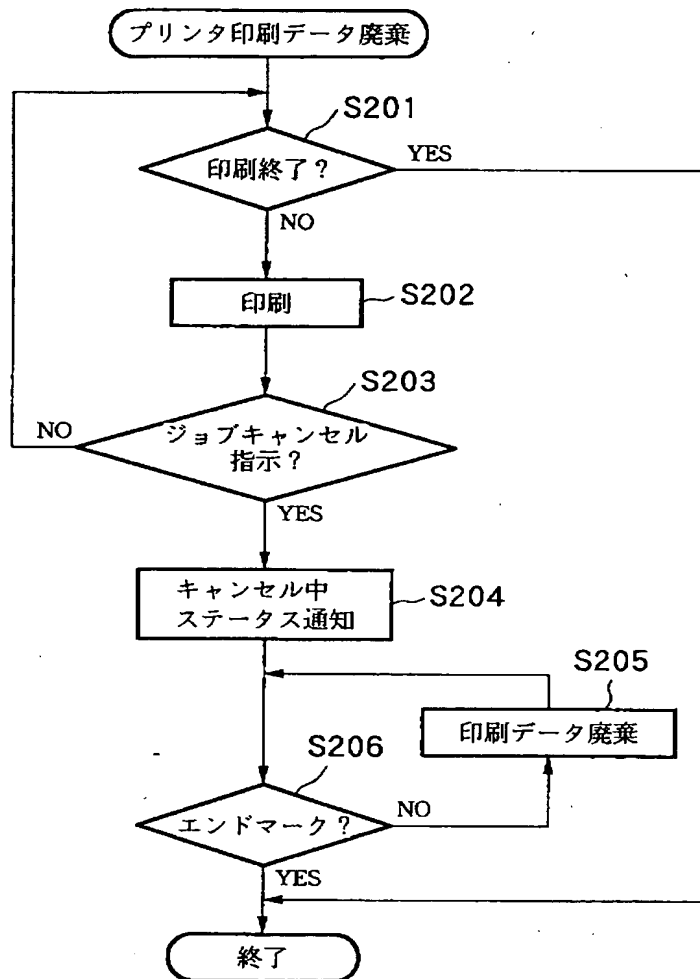 プリンタ印刷データ廃棄
S201
印刷終了?
YES
NO
印刷
S202
S203
ジョブキャンセル
指示?
NO
YES
キャンセル中
ステータス通知
S204
S205
印刷データ廃棄
S206
エンドマーク?
NO
YES
終了